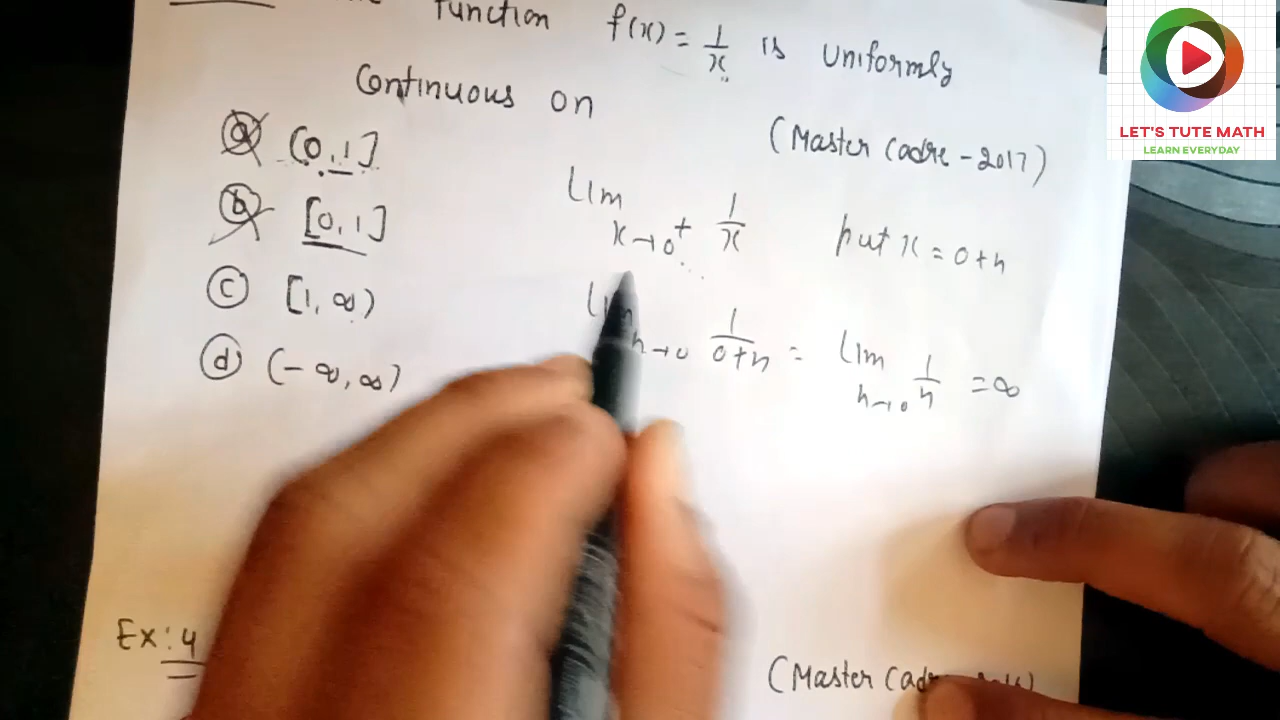 function f(x) = 1/x is uniformly
Continuous on
(Master Cadre - 2017)
(a) (0, 1]
(b) [0, 1]
(c) [1, ∞)
(d) (-∞, ∞)
Lim x→0⁺ 1/x put x = 0+h
Lim h→0 1/0+h = Lim h→0 1/h = ∞
Ex: 4
(Master Cadre
LET'S TUTE MATH
LEARN EVERYDAY